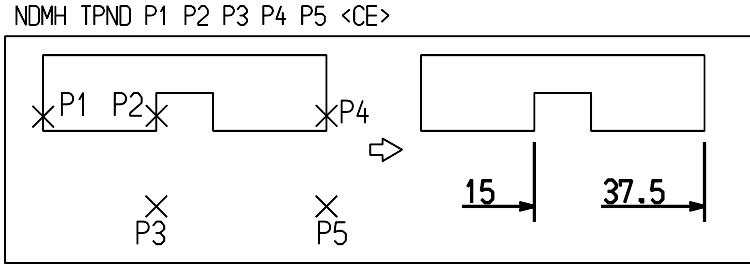 NDMH TPND P1 P2 P3 P4 P5 <CE>
P1 P2 P4
15 37.5
P3 P5